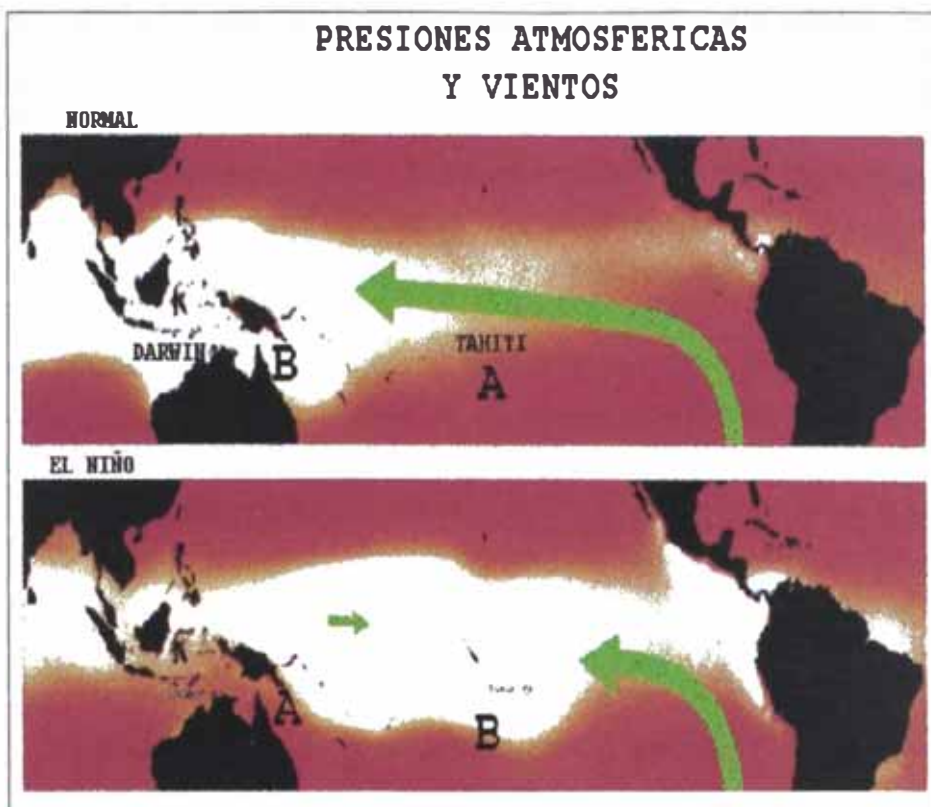 PRESIONES ATMOSFERICAS
Y VIENTOS
NORMAL
DARWIN
B
TAHITI
A
EL NIÑO
A
B